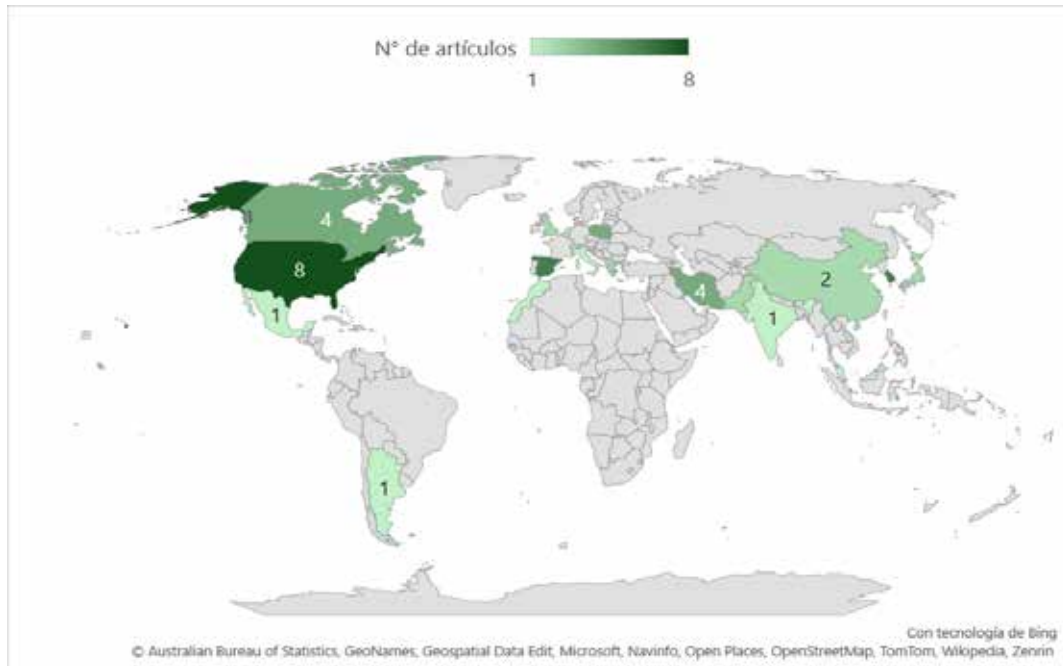 N° de artículos
1 8
4
8
1
4
2
1
1
Con tecnología de Bing
© Australian Bureau of Statistics, GeoNames, Geospatial Data Edit, Microsoft, Navinfo, Open Places, OpenStreetMap, TomTom, Wikipedia, Zenrin